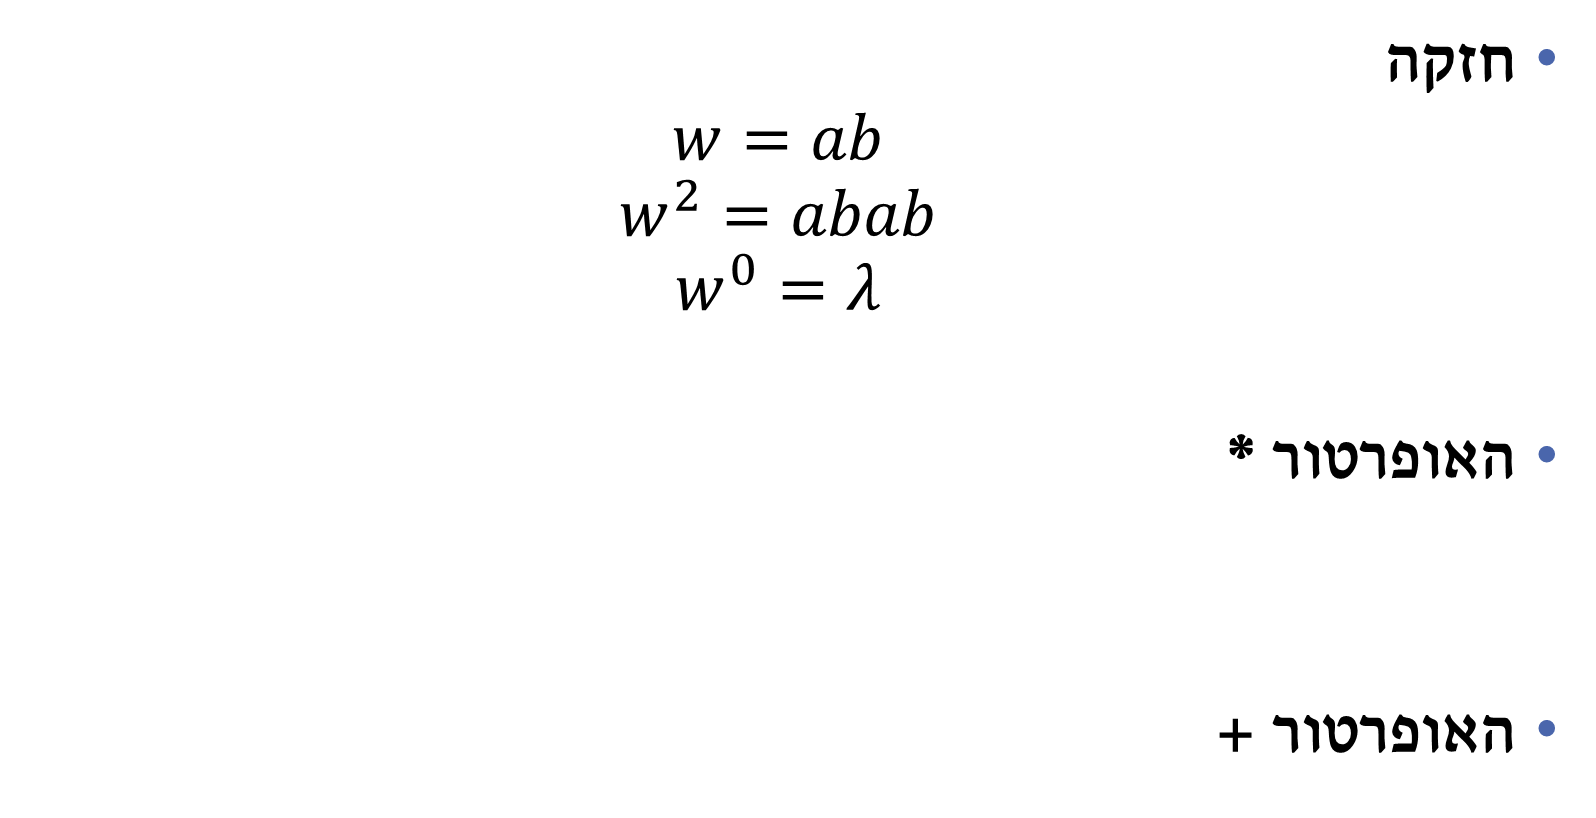 • חזקה
w = ab
w² = abab
w⁰ = λ
• האופרטור *
• האופרטור +